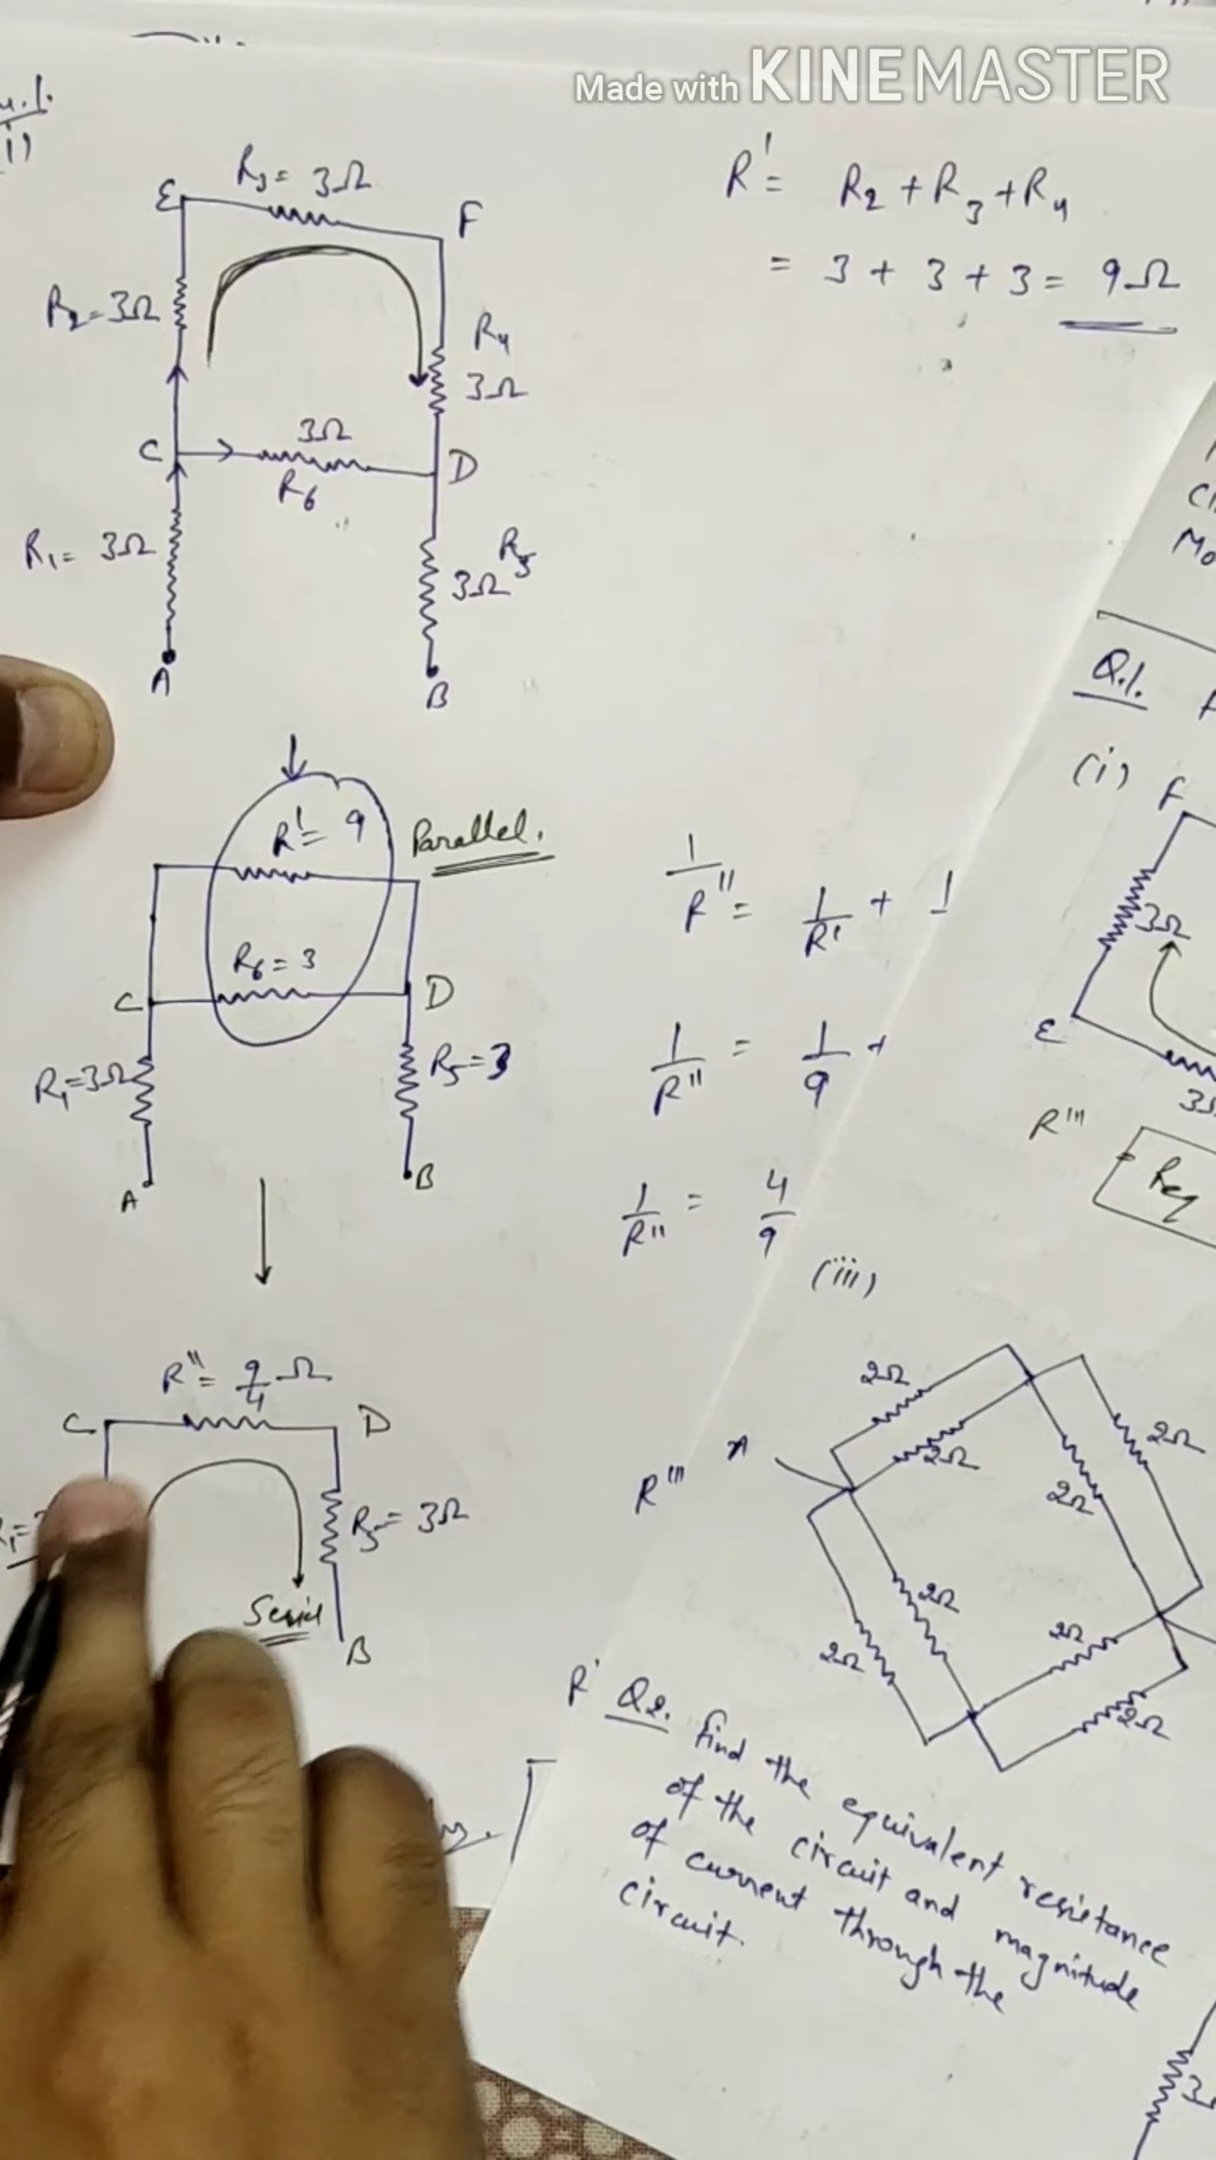 Made with KINEMASTER
(i)
E
R3 = 3Ω
F
R2 = 3Ω
R4
3Ω
C
3Ω
R6
D
R1 = 3Ω
R5
3Ω
A
B
R' = R2 + R3 + R4
= 3 + 3 + 3 = 9Ω
R' = 9
Parallel.
R6 = 3
C
D
R1 = 3Ω
R5 = 3
A
B
1/R'' = 1/R' + 1
1/R'' = 1/9 +
1/R'' = 4/9
R'' = 9/4 Ω
C
D
R5 = 3Ω
Series
B
Q.1.
(i)
F
3Ω
E
R'''
= Req
(iii)
2Ω
2Ω
2Ω
2Ω
A
R'''
2Ω
2Ω
2Ω
2Ω
Q2. Find the equivalent resistance
of the circuit and magnitude
of current through the
circuit.